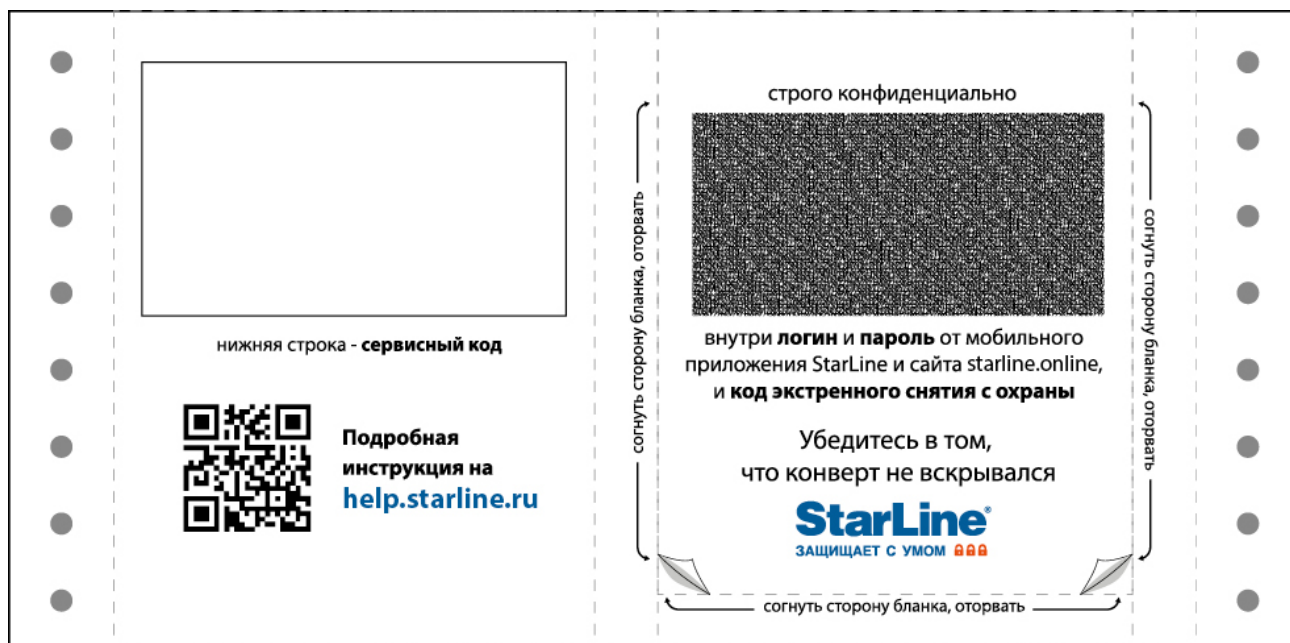 нижняя строка - сервисный код
Подробная
инструкция на
help.starline.ru
согнуть сторону бланка, оторвать
строго конфиденциально
внутри логин и пароль от мобильного
приложения StarLine и сайта starline.online,
и код экстренного снятия с охраны
Убедитесь в том,
что конверт не вскрывался
StarLine®
ЗАЩИЩАЕТ С УМОМ
согнуть сторону бланка, оторвать
согнуть сторону бланка, оторвать